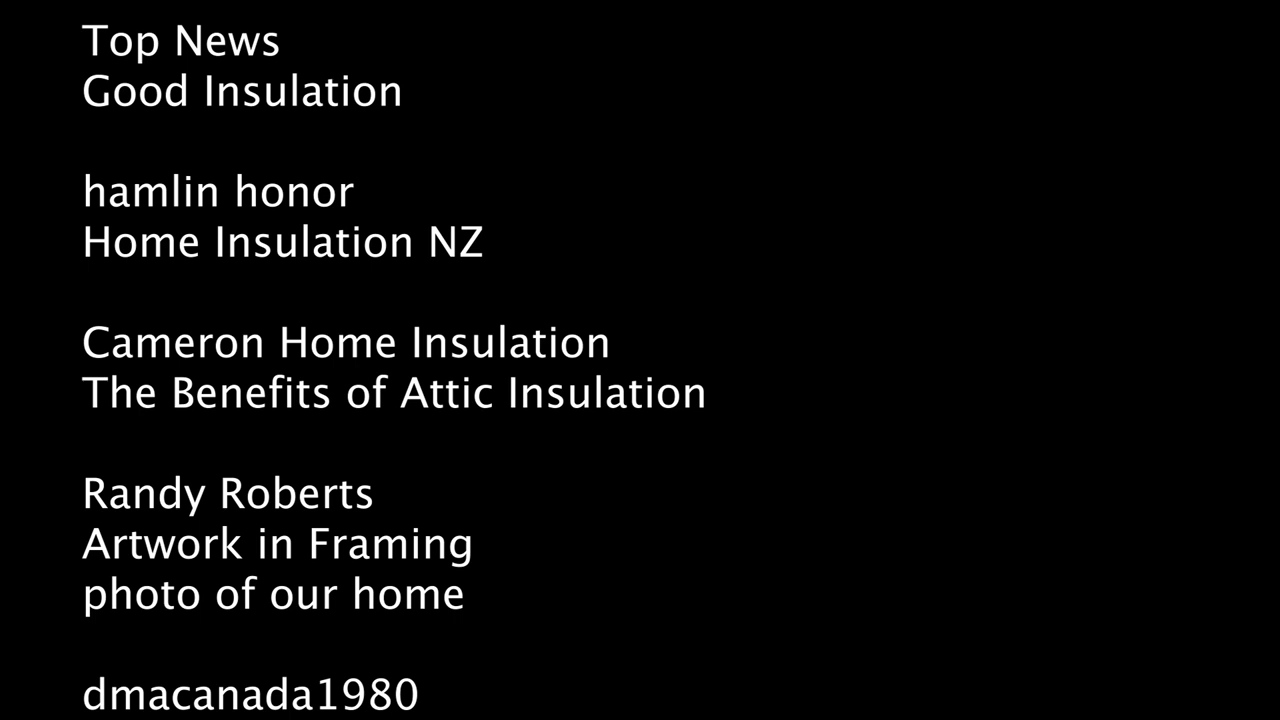 Top News
Good Insulation
hamlin honor
Home Insulation NZ
Cameron Home Insulation
The Benefits of Attic Insulation
Randy Roberts
Artwork in Framing
photo of our home
dmacanada1980